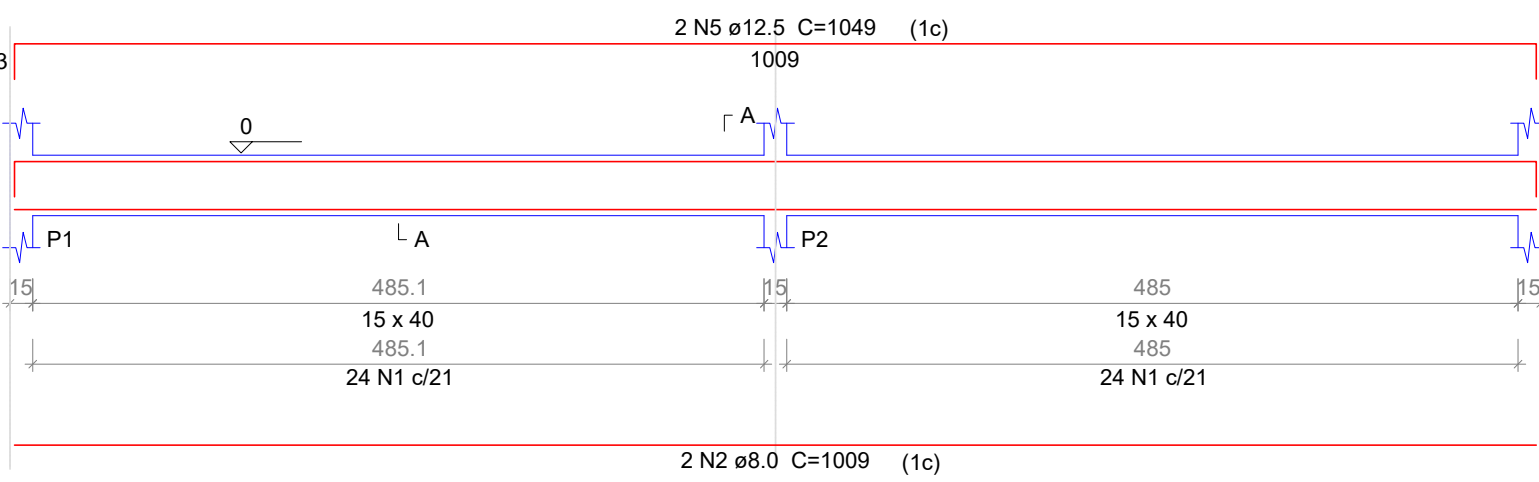 2 N5 ø12.5 C=1049 (1c)
3 1009
A
0
P1 A P2
15 485.1 15 485 15
15 x 40 15 x 40
485.1 485
24 N1 c/21 24 N1 c/21
2 N2 ø8.0 C=1009 (1c)